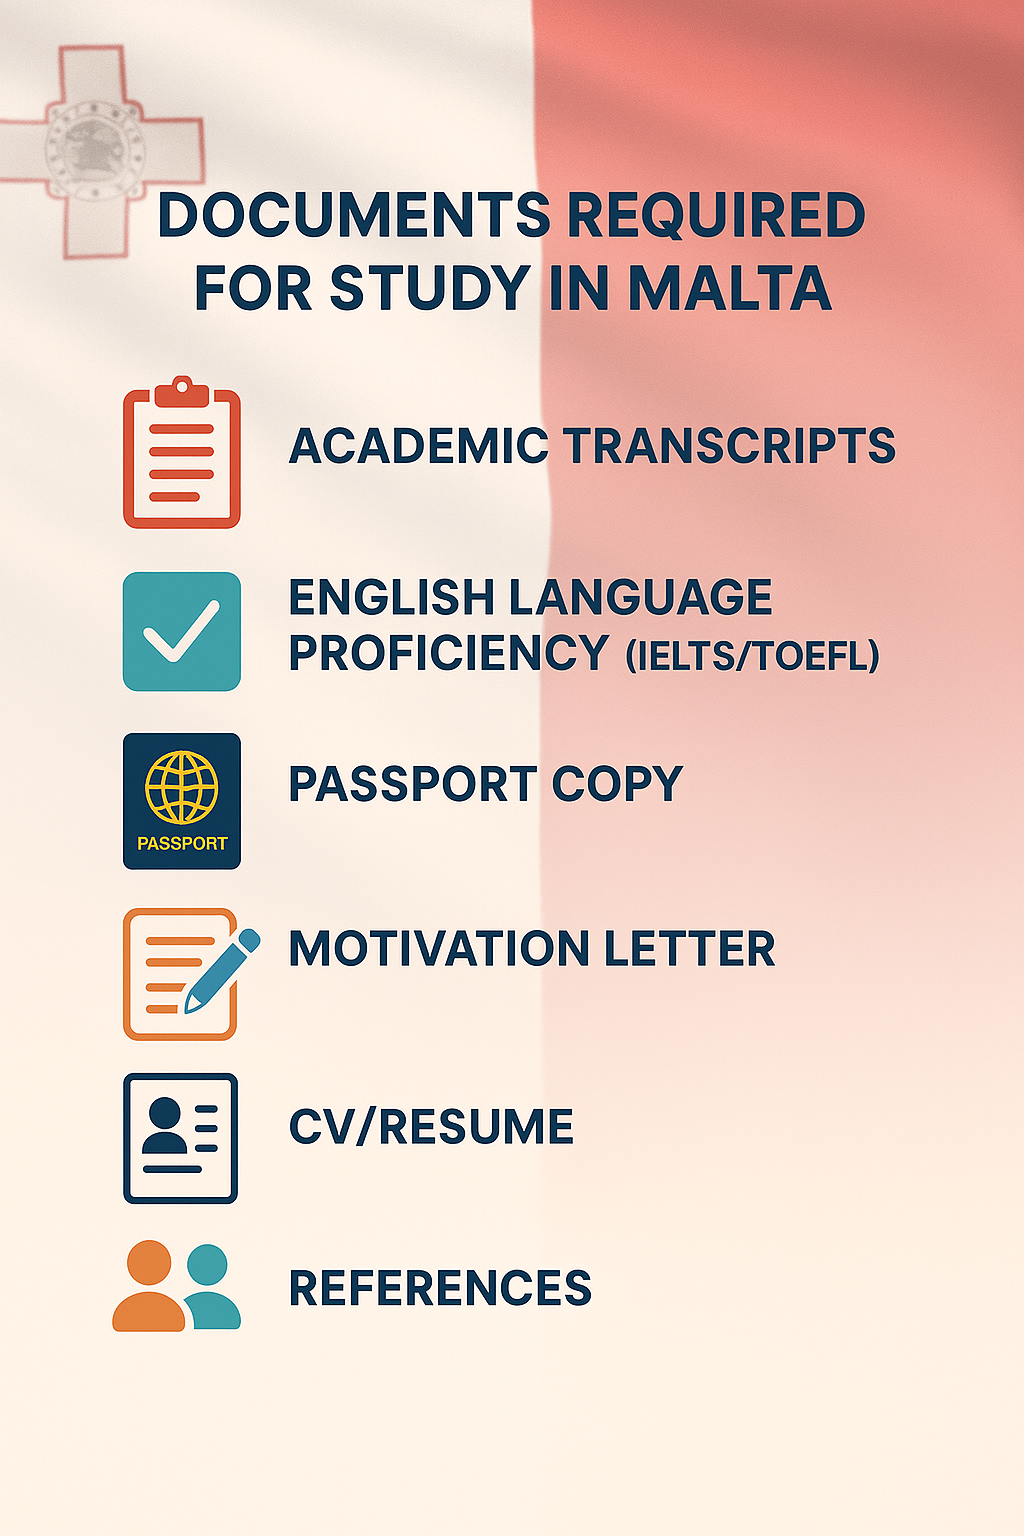 DOCUMENTS REQUIRED
FOR STUDY IN MALTA
ACADEMIC TRANSCRIPTS
ENGLISH LANGUAGE
PROFICIENCY (IELTS/TOEFL)
PASSPORT
PASSPORT COPY
MOTIVATION LETTER
CV/RESUME
REFERENCES